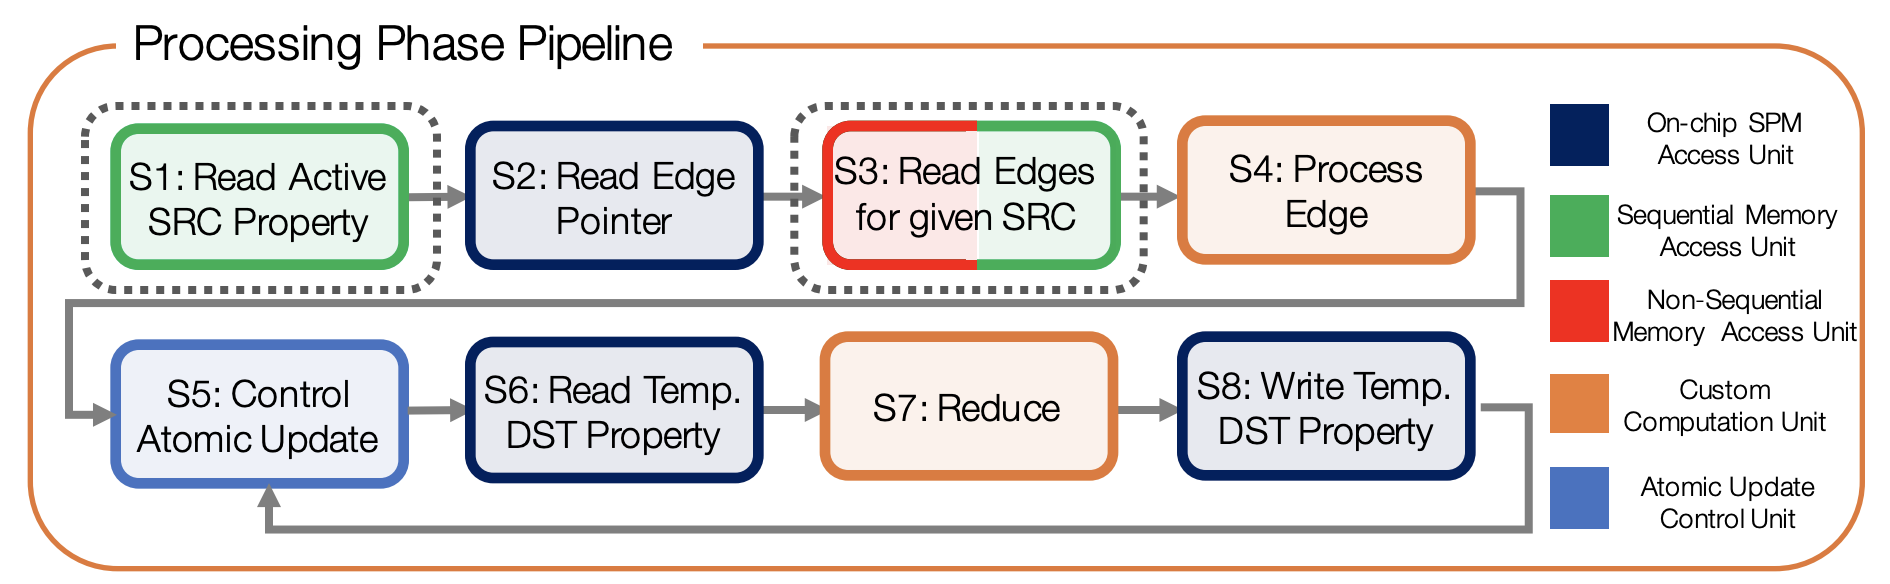 Processing Phase Pipeline
S1: Read Active
SRC Property
S2: Read Edge
Pointer
S3: Read Edges
for given SRC
S4: Process
Edge
S5: Control
Atomic Update
S6: Read Temp.
DST Property
S7: Reduce
S8: Write Temp.
DST Property
On-chip SPM
Access Unit
Sequential Memory
Access Unit
Non-Sequential
Memory Access Unit
Custom
Computation Unit
Atomic Update
Control Unit